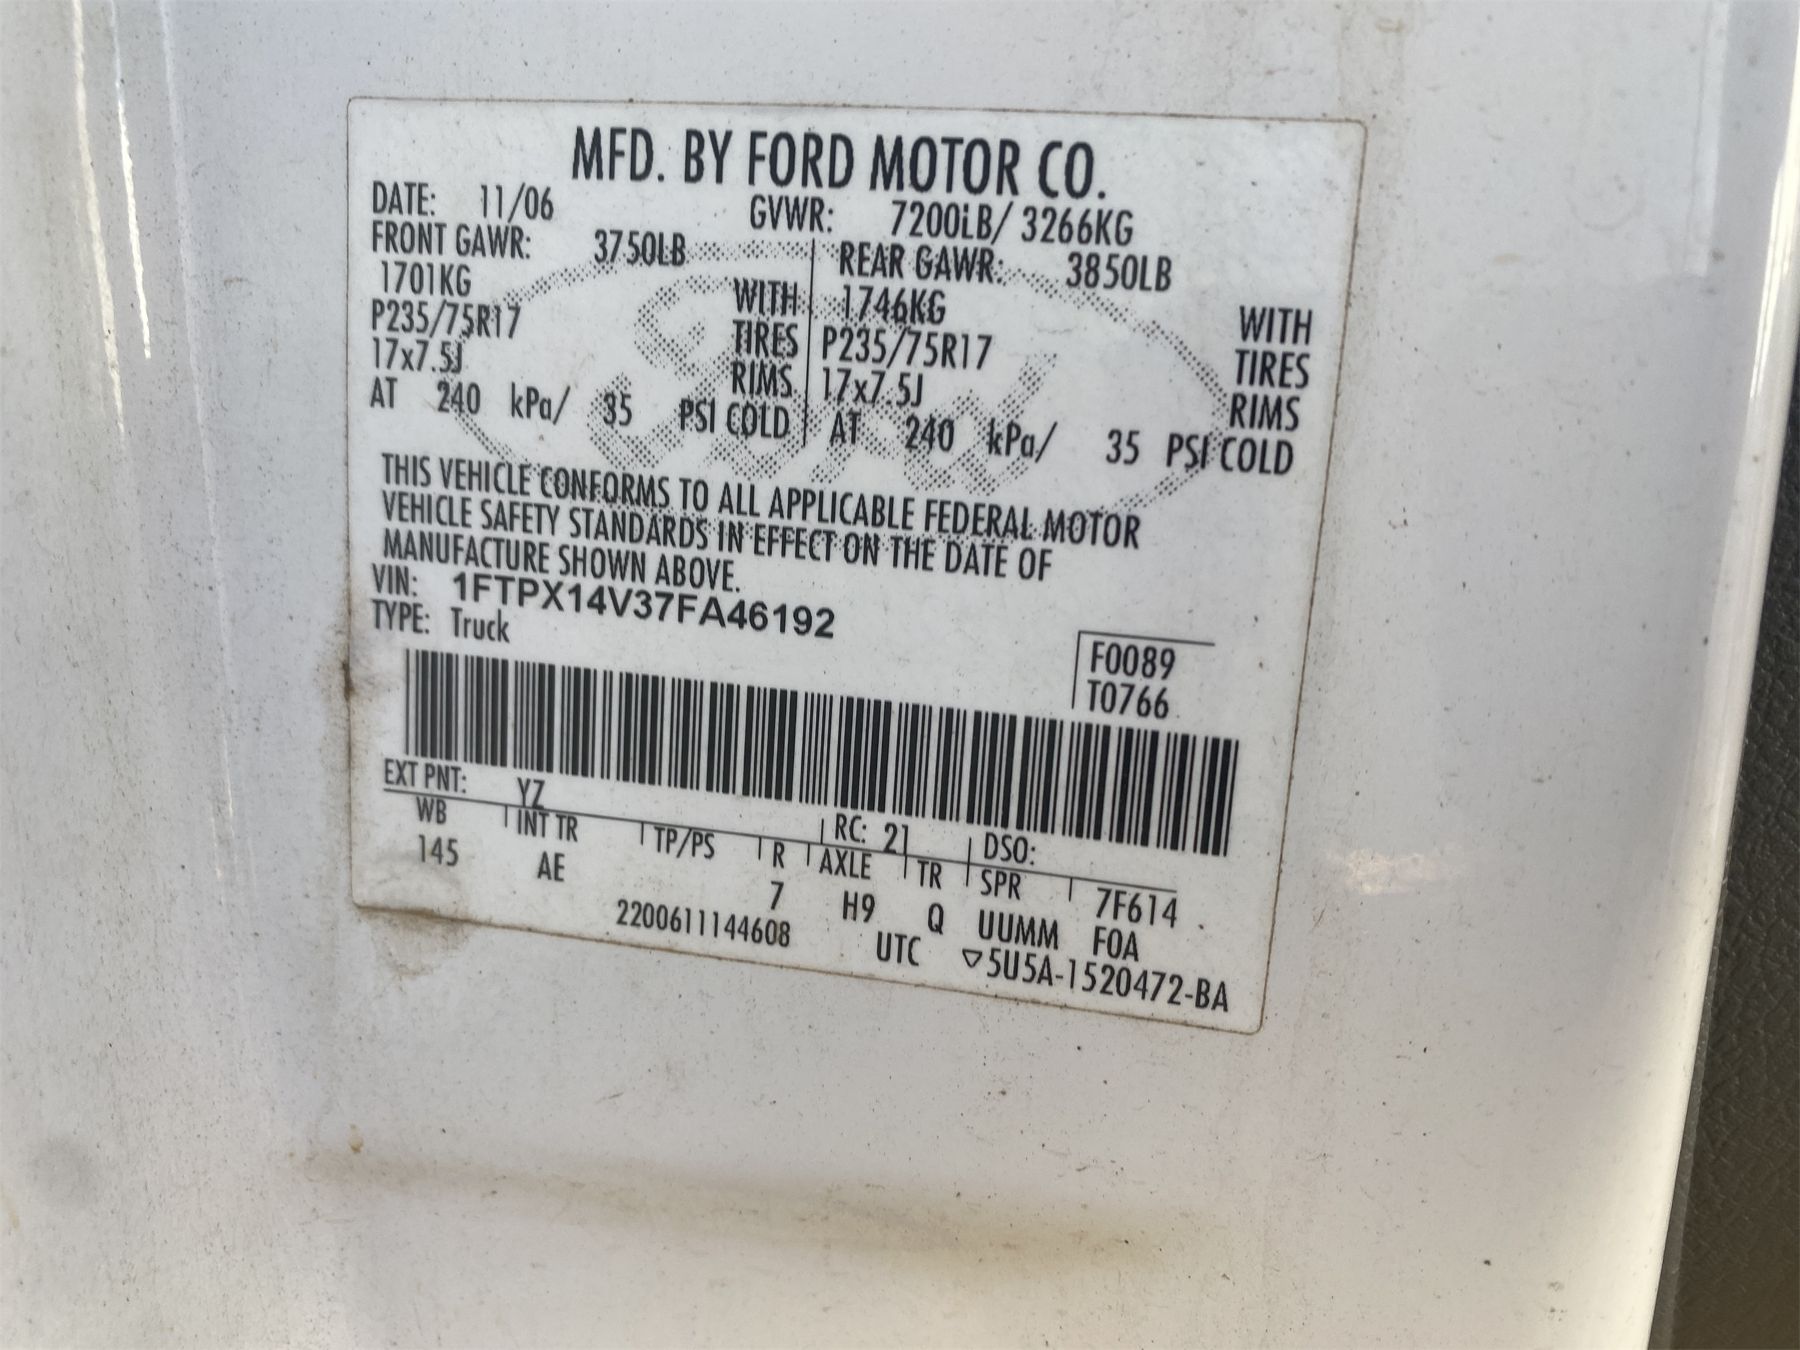 MFD. BY FORD MOTOR CO.
DATE: 11/06 GVWR: 7200LB/ 3266KG
FRONT GAWR: 3750LB REAR GAWR: 3850LB
1701KG WITH 1746KG WITH
P235/75R17 TIRES P235/75R17 TIRES
17x7.5J RIMS 17x7.5J RIMS
AT 240 kPa/ 35 PSI COLD AT 240 kPa/ 35 PSI COLD
THIS VEHICLE CONFORMS TO ALL APPLICABLE FEDERAL MOTOR
VEHICLE SAFETY STANDARDS IN EFFECT ON THE DATE OF
MANUFACTURE SHOWN ABOVE.
VIN: 1FTPX14V37FA46192
TYPE: Truck
F0089
T0766
EXT PNT: YZ RC: 21 DSO:
WB INT TR TP/PS R AXLE TR SPR 7F614
145 AE 7 H9 Q UUMM FOA
2200611144608 UTC ▽5U5A-1520472-BA
Ford